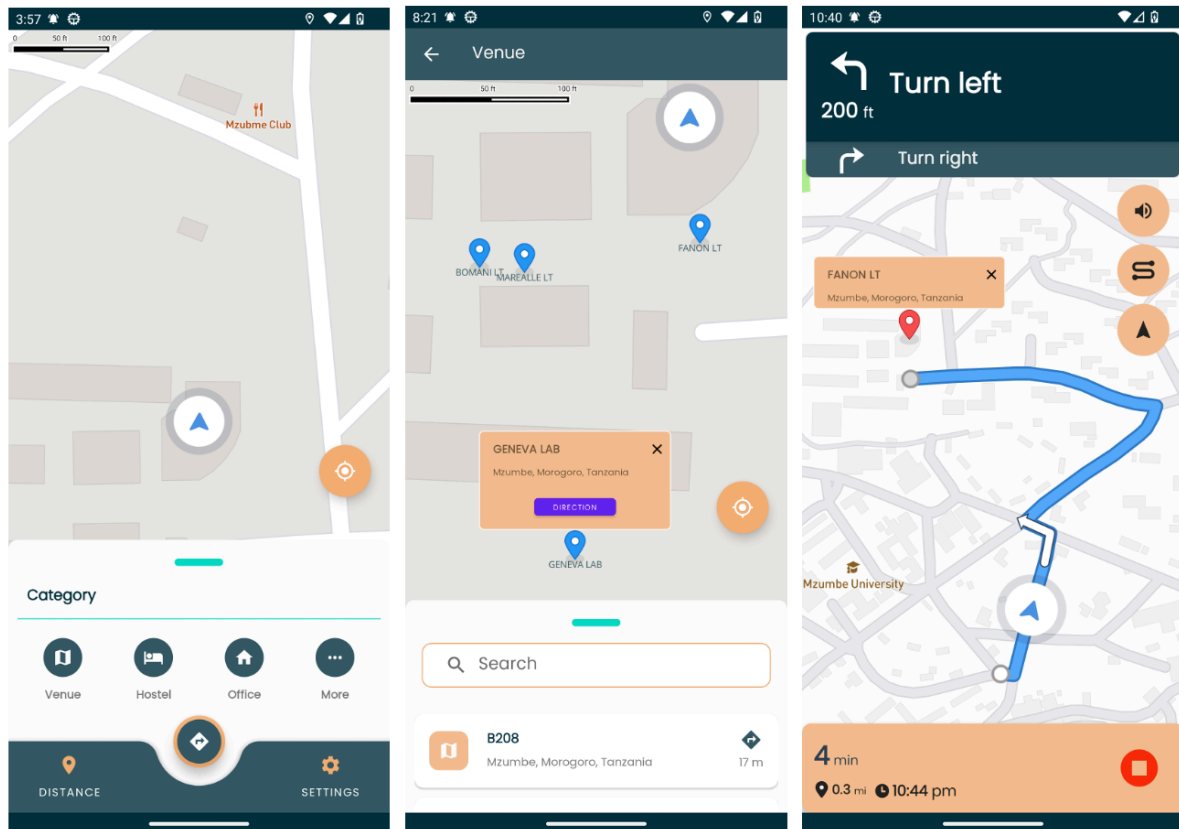 3:57
0 50 ft 100 ft
Mzubme Club
Category
Venue Hostel Office More
DISTANCE SETTINGS
8:21
Venue
0 50 ft 100 ft
FANON LT
BOMANI LT
MAREALLE LT
GENEVA LAB
Mzumbe, Morogoro, Tanzania
DIRECTION
GENEVA LAB
Search
B208
Mzumbe, Morogoro, Tanzania
17 m
10:40
Turn left
200 ft
Turn right
FANON LT
Mzumbe, Morogoro, Tanzania
Mzumbe University
4 min
0.3 mi 10:44 pm